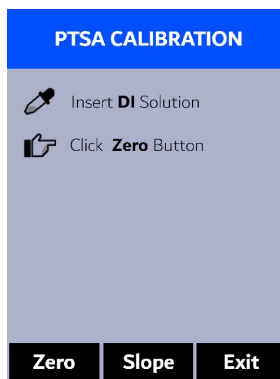 PTSA CALIBRATION
Insert DI Solution
Click Zero Button
Zero Slope Exit